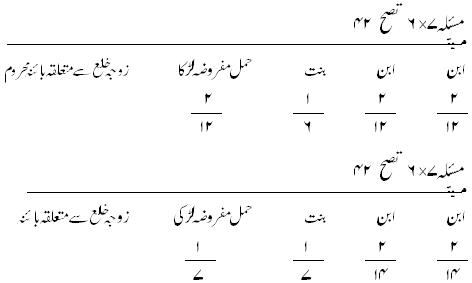 مسئلہ ۷×۶ تصح ۴۲
میـــــــــــــــــــــــــت
ابن ابن بنت حمل مفروضہ لڑکا زوجہ خلع سے متعلقہ بائنہ محروم
۲ ۲ ۱ ۲
۱۲ ۱۲ ۶ ۱۲
مسئلہ ۷×۶ تصح ۴۲
میـــــــــــــــــــــــــت
ابن ابن بنت حمل مفروضہ لڑکی زوجہ خلع سے متعلقہ بائنہ
۲ ۲ ۱ ۱
۱۴ ۱۴ ۷ ۷